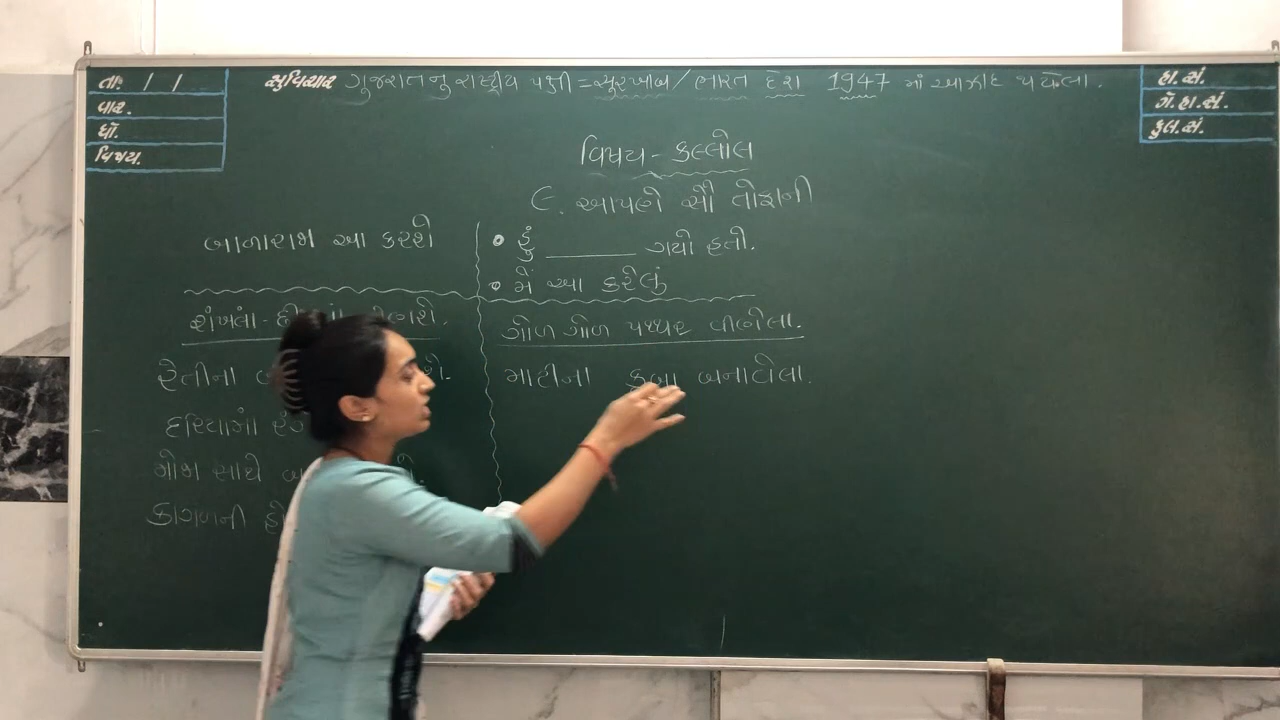 તા. / /
વાર.
ધો.
વિષય.
સુવિચાર ગુજરાતનુ રાષ્ટ્રીય પક્ષી = સૂરખાબ / ભારત દેશ 1947 માં આઝાદ થયેલા.
હા.સં.
ગે.હા.સં.
કુલ.સં.
વિષય - કલ્લોલ
૯. આપણે સૌ તોફાની
બાળારામ આ કરશે
• હું ______ ગયો હતો.
• મેં આ કરેલું
શંખલા -
ગોળ ગોળ પથ્થર વીણેલા.
રેતીના
માટીના કુબા બનાવેલા.
દરિયામાં
સાથે
કાગળની